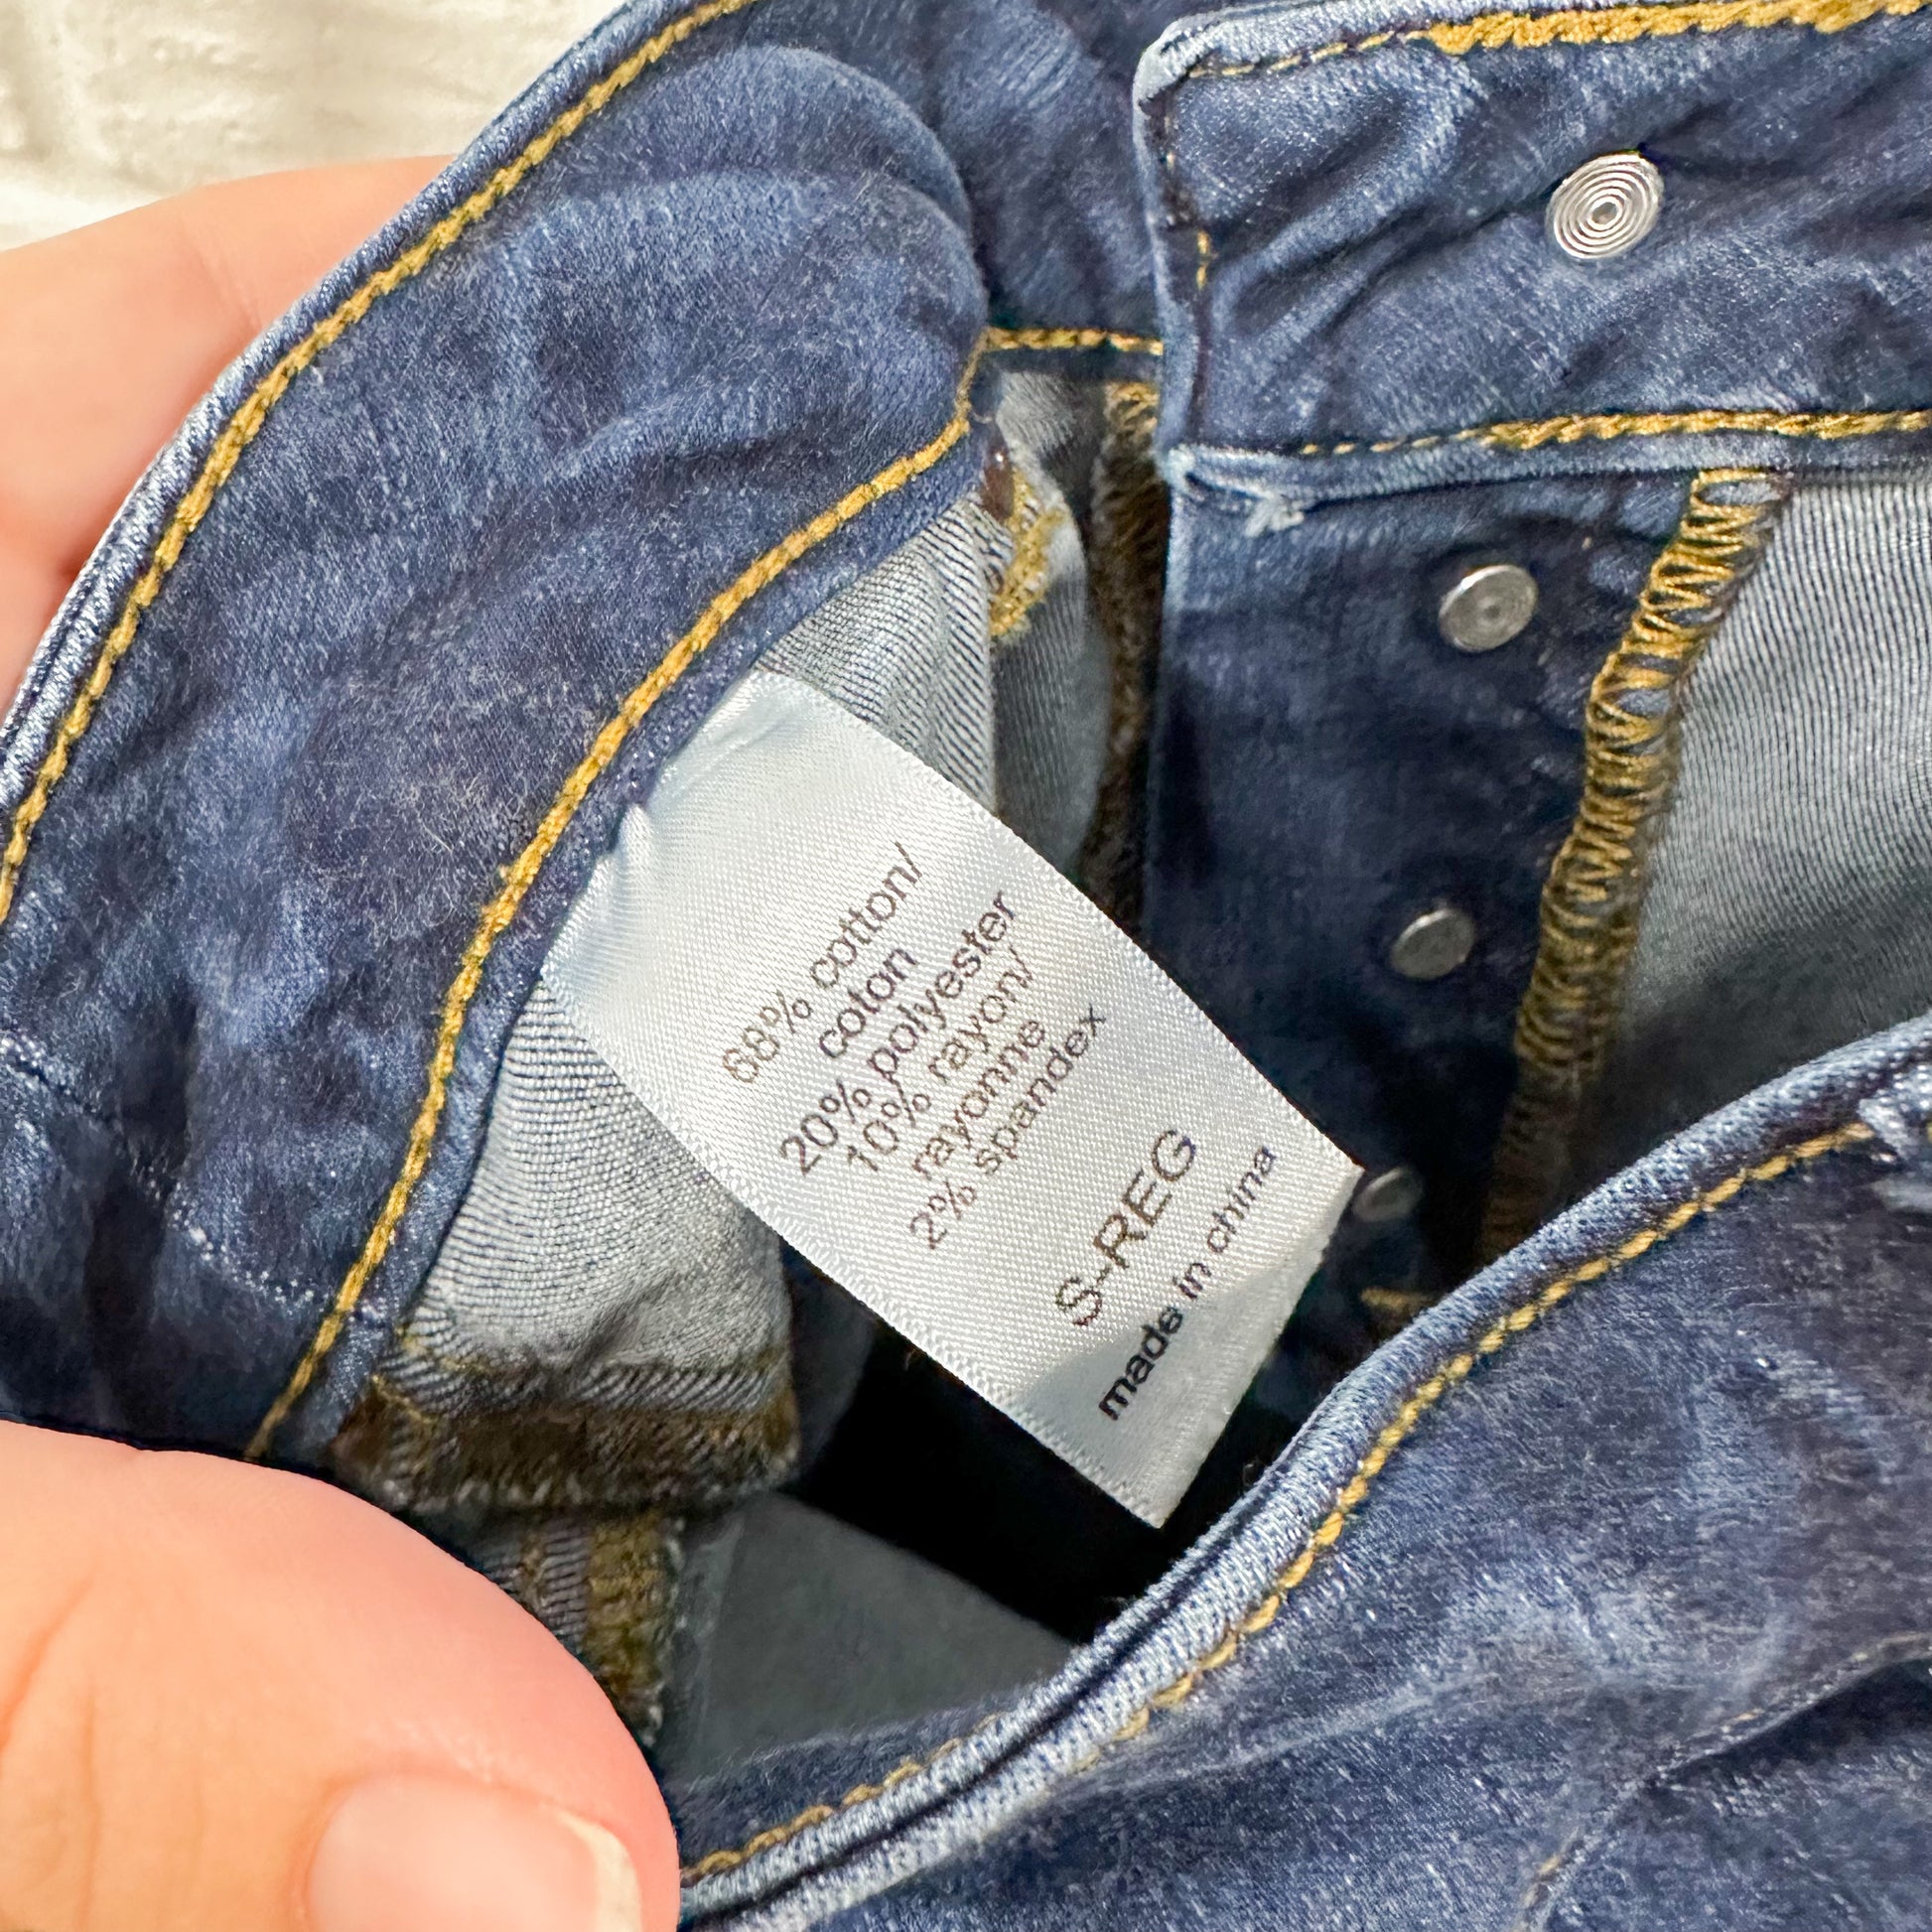 68% cotton/
coton
20% polyester
10% rayon/
rayonne
2% spandex
S-REG
made in china